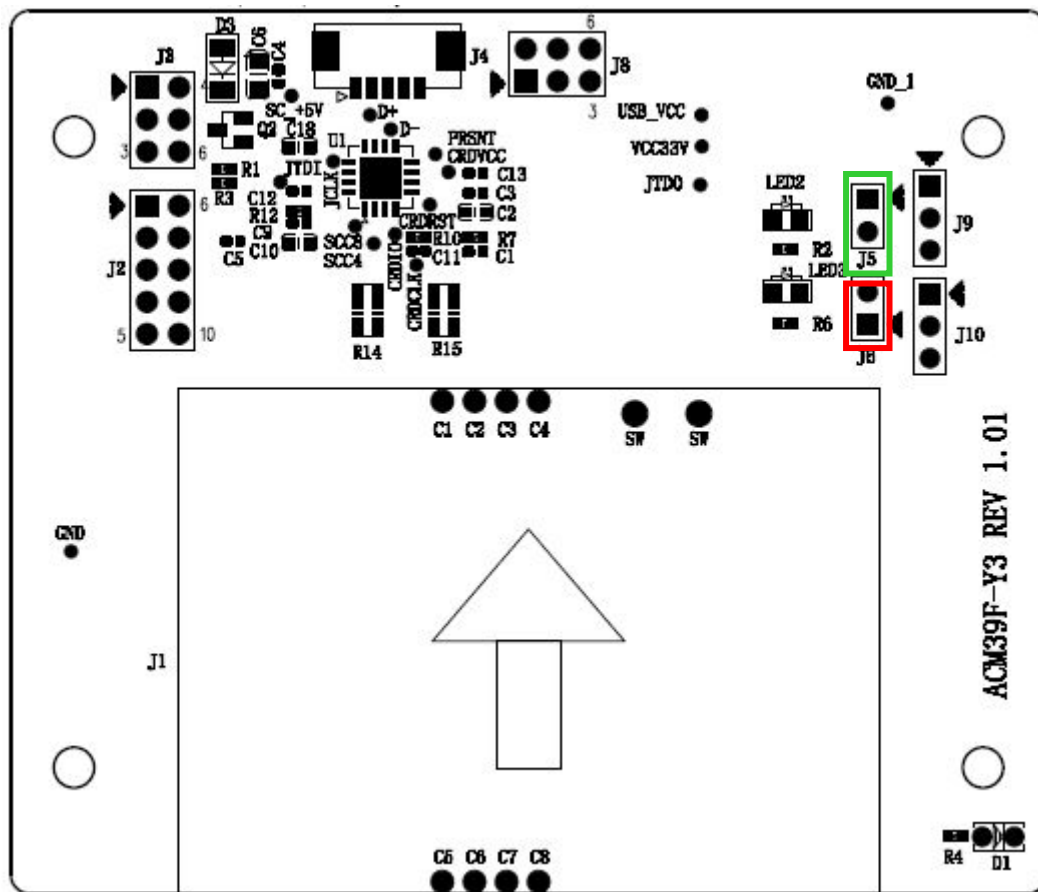 D3
C6
C4
J3
4
3
6
SC_+5V
Q2
C18
U1
J4
D+
D-
J8
6
3
USB_VCC
VCC33V
JTDO
GND_1
R1
R3
JTDI
JCLK
PRSNT
CRDVCC
C13
C3
C2
C12
R12
C9
C10
C5
SCC8
SCC4
CRDIO
CRDRST
R10
C11
CRDCLK
R7
C1
LED2
R2
J5
LED3
R6
J6
J9
J10
J2
6
5
10
R14
R15
C1 C2 C3 C4
SW SW
GND
J1
ACM39F-Y3 REV 1.01
C5 C6 C7 C8
R4
D1